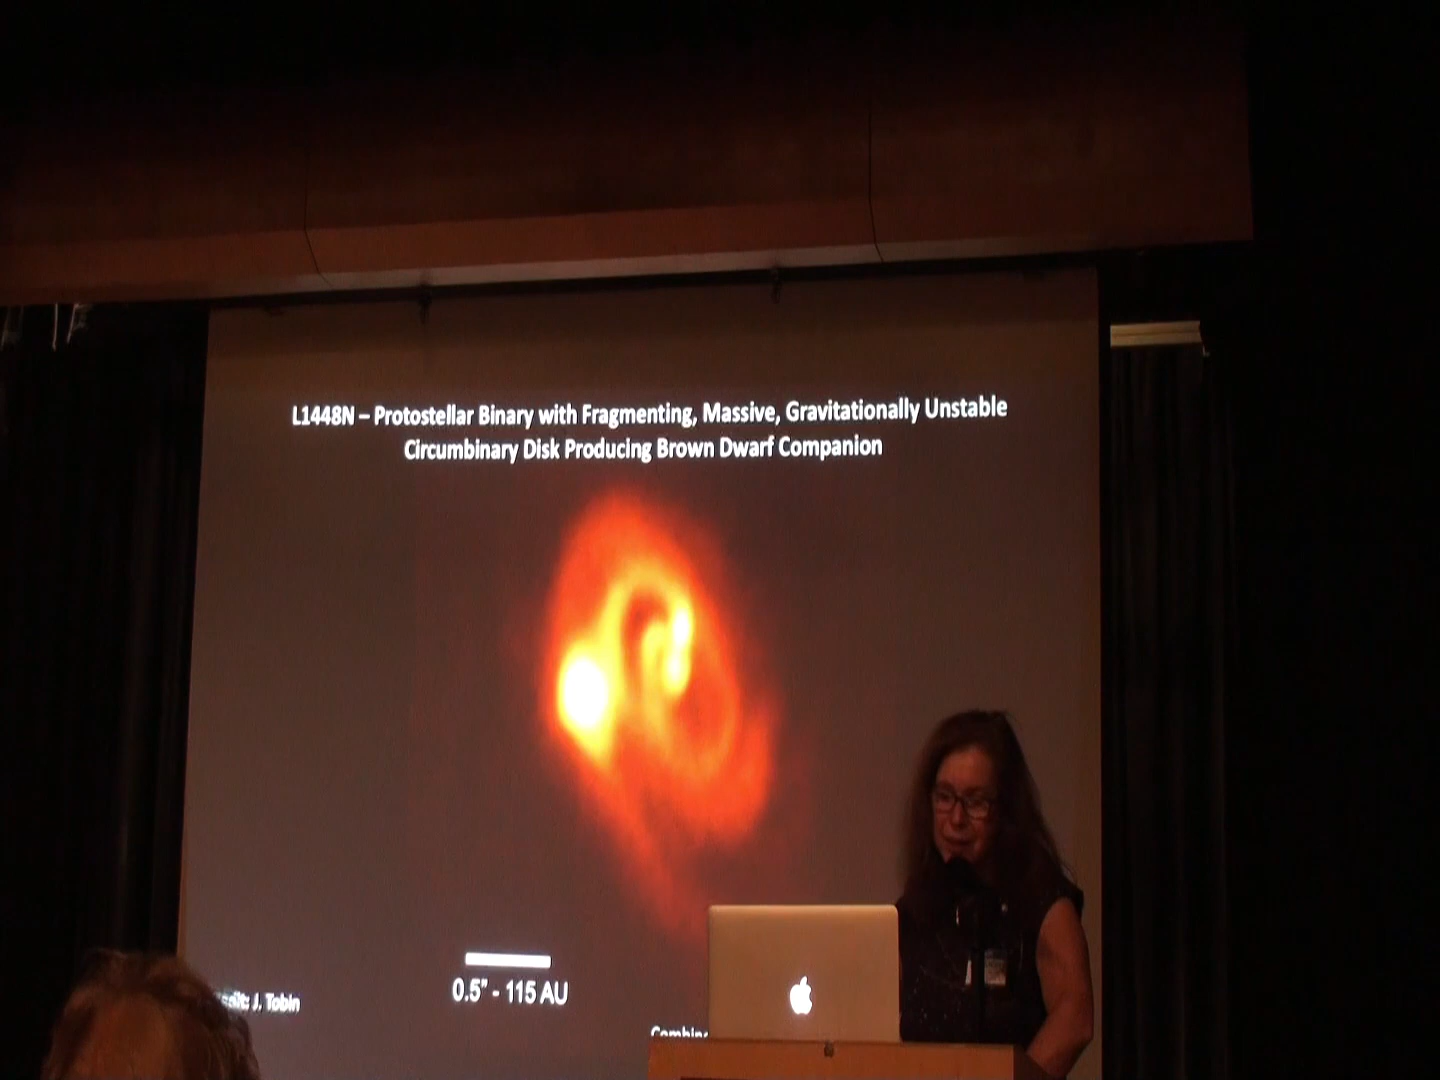 L1448N – Protostellar Binary with Fragmenting, Massive, Gravitationally Unstable
Circumbinary Disk Producing Brown Dwarf Companion
0.5" - 115 AU
J. Tobin